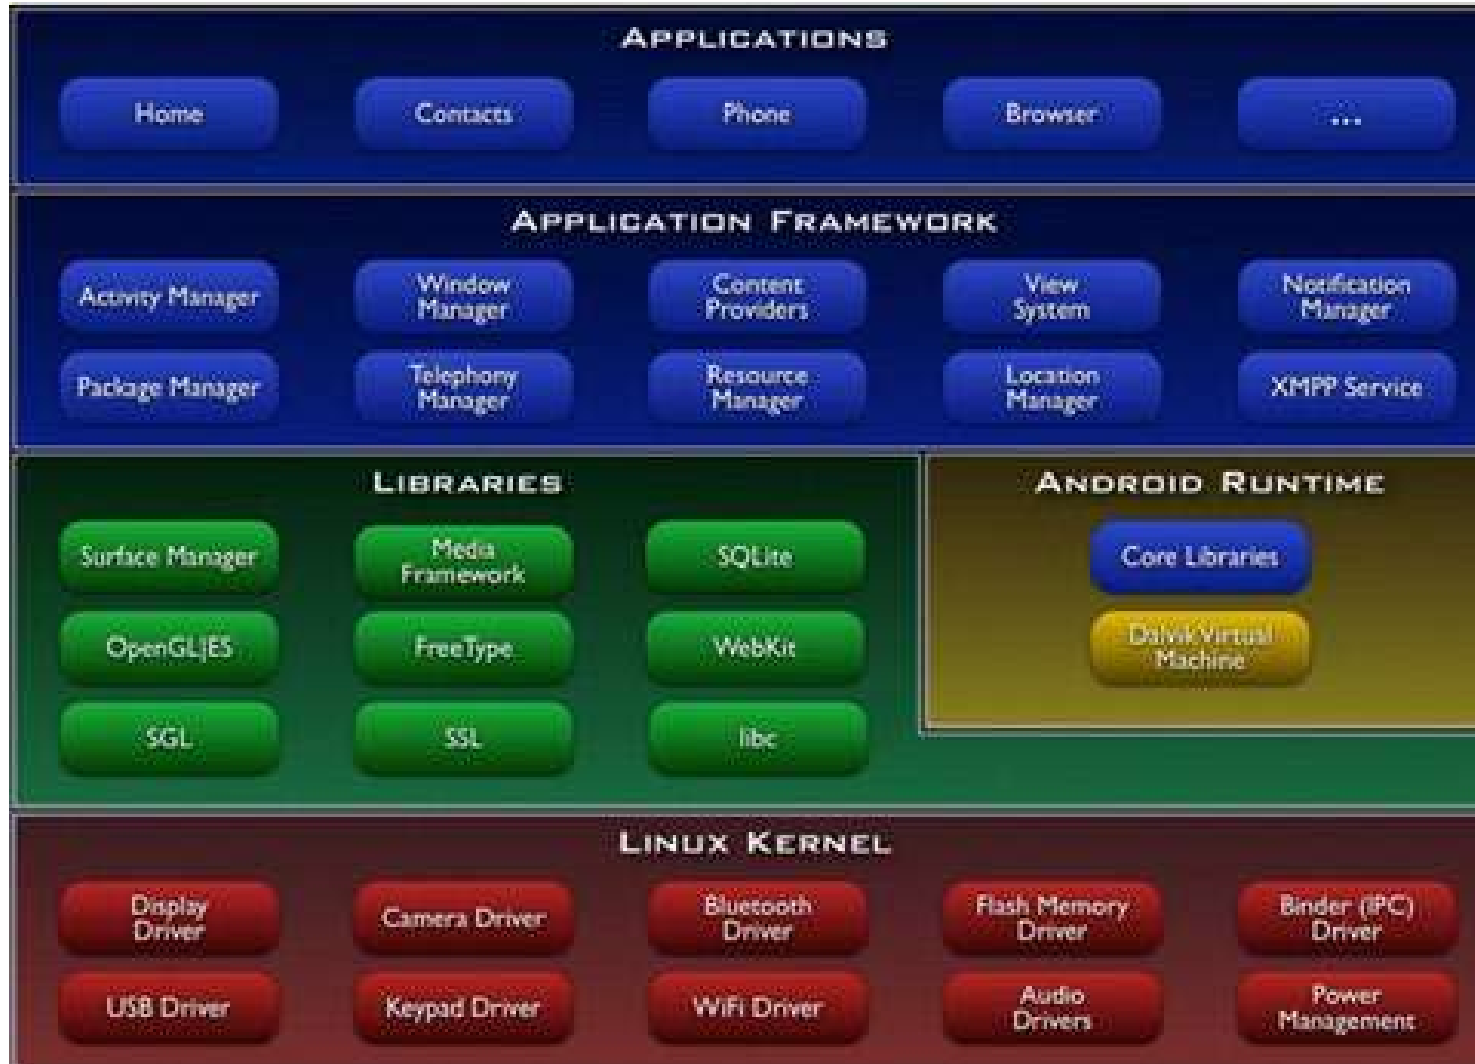 APPLICATIONS
Home
Contacts
Phone
Browser
...
APPLICATION FRAMEWORK
Activity Manager
Window
Manager
Content
Providers
View
System
Notification
Manager
Package Manager
Telephony
Manager
Resource
Manager
Location
Manager
XMPP Service
LIBRARIES
Surface Manager
Media
Framework
SQLite
OpenGL|ES
FreeType
WebKit
SGL
SSL
libc
ANDROID RUNTIME
Core Libraries
Dalvik Virtual
Machine
LINUX KERNEL
Display
Driver
Camera Driver
Bluetooth
Driver
Flash Memory
Driver
Binder (IPC)
Driver
USB Driver
Keypad Driver
WiFi Driver
Audio
Drivers
Power
Management